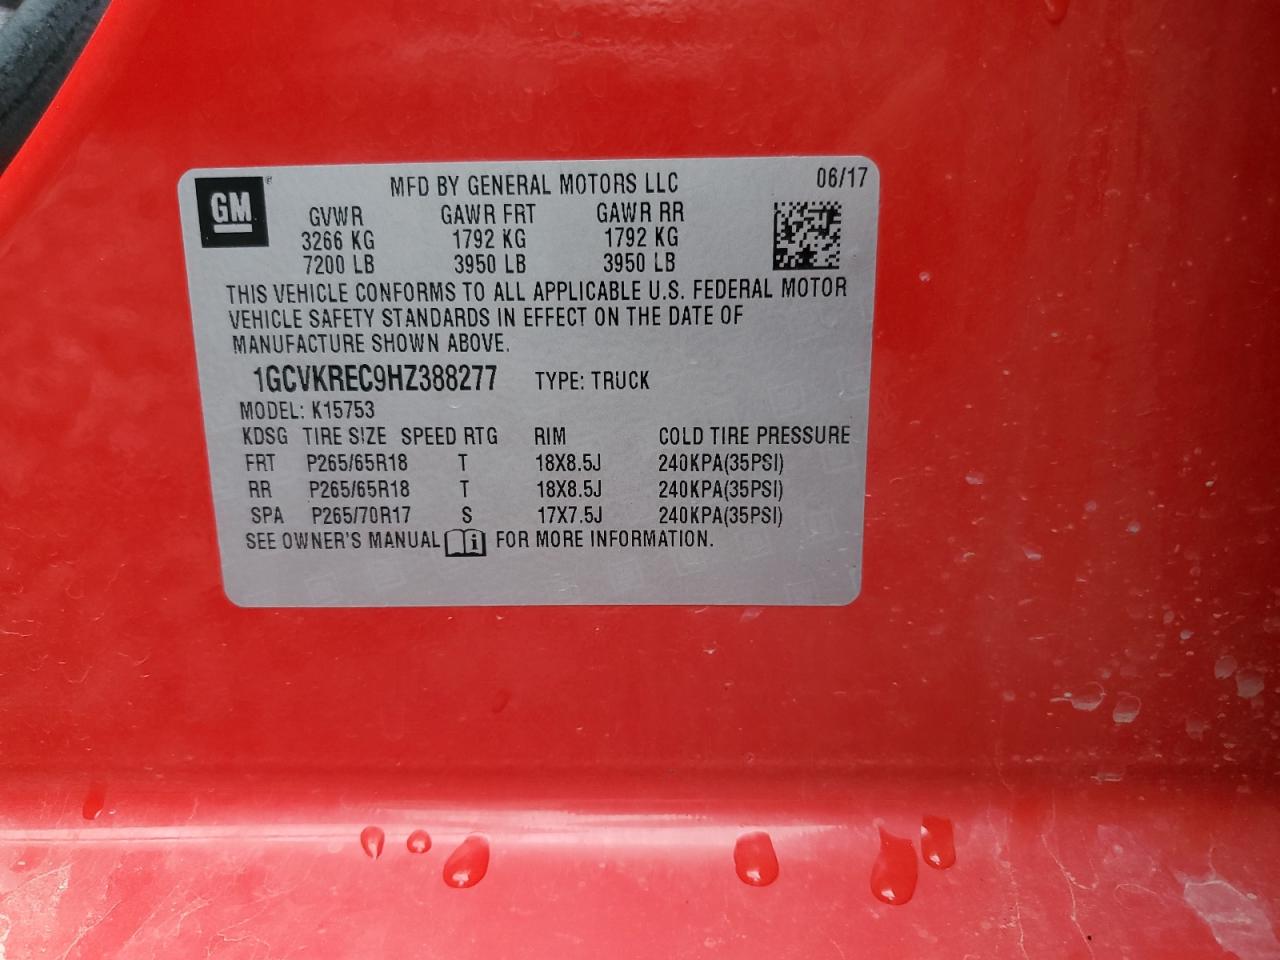 GM® MFD BY GENERAL MOTORS LLC 06/17
GVWR GAWR FRT GAWR RR
3266 KG 1792 KG 1792 KG
7200 LB 3950 LB 3950 LB
THIS VEHICLE CONFORMS TO ALL APPLICABLE U.S. FEDERAL MOTOR
VEHICLE SAFETY STANDARDS IN EFFECT ON THE DATE OF
MANUFACTURE SHOWN ABOVE.
1GCVKREC9HZ388277 TYPE: TRUCK
MODEL: K15753
KDSG TIRE SIZE SPEED RTG RIM COLD TIRE PRESSURE
FRT P265/65R18 T 18X8.5J 240KPA(35PSI)
RR P265/65R18 T 18X8.5J 240KPA(35PSI)
SPA P265/70R17 S 17X7.5J 240KPA(35PSI)
SEE OWNER'S MANUAL i FOR MORE INFORMATION.